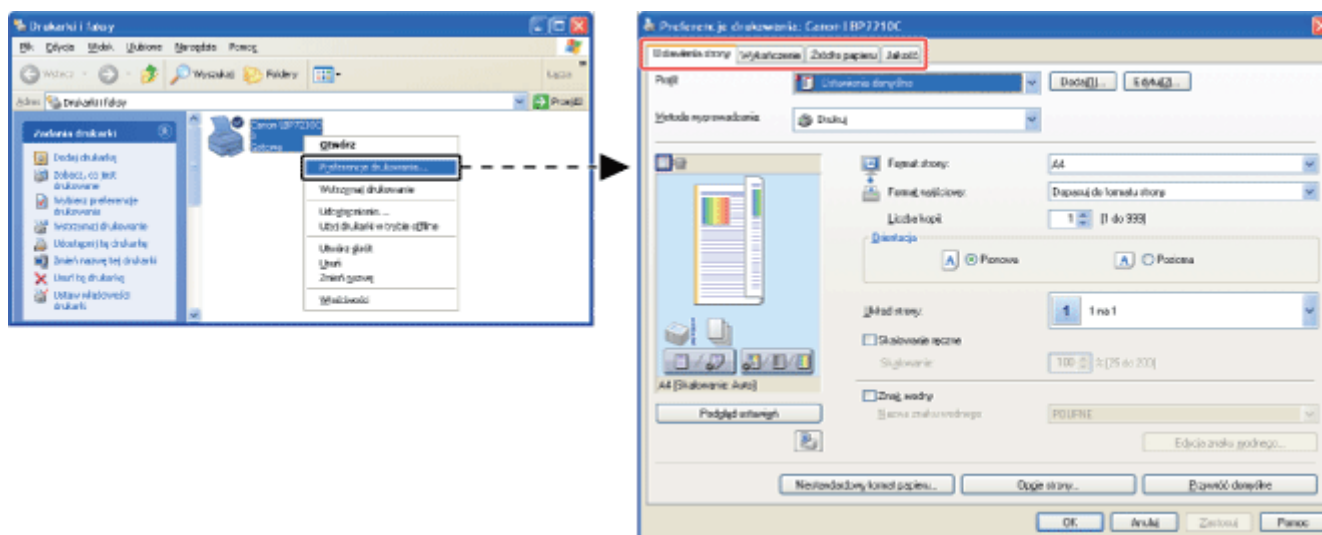 Drukarki i faksy
Plik Edycja Widok Ulubione Narzędzia Pomoc
Wstecz Wyszukaj Foldery Łącza
Adres Drukarki i faksy Przejdź
Zadania drukarki
Dodaj drukarkę
Zobacz, co jest
drukowane
Wybierz preferencje
drukowania
Wstrzymaj drukowanie
Udostępnij tę drukarkę
Zmień nazwę tej drukarki
Usuń tę drukarkę
Ustaw właściwości
drukarki
Canon LBP7210C
0
Gotowe
Otwórz
Preferencje drukowania...
Wstrzymaj drukowanie
Udostępnianie ...
Użyj drukarki w trybie offline
Utwórz skrót
Usuń
Zmień nazwę
Właściwości
Preferencje drukowania: Canon LBP7210C
Ustawienia strony Wykańczanie Źródło papieru Jakość
Profil: Ustawienia domyślne Dodaj(1)... Edytuj(2)...
Metoda wyprowadzania: Drukuj
Format strony: A4
Format wyjściowy: Dopasuj do formatu strony
Liczba kopii: 1 [1 do 999]
Orientacja
A Pionowa A Pozioma
Układ strony: 1 1 na 1
Skalowanie ręczne
Skalowanie: 100 % [25 do 200]
A4 [Skalowanie: Auto]
Znak wodny
Podgląd ustawień Nazwa znaku wodnego: POUFNE
Edycja znaku wodnego...
Niestandardowy format papieru... Opcje strony... Przywróć domyślne
OK Anuluj Zastosuj Pomoc